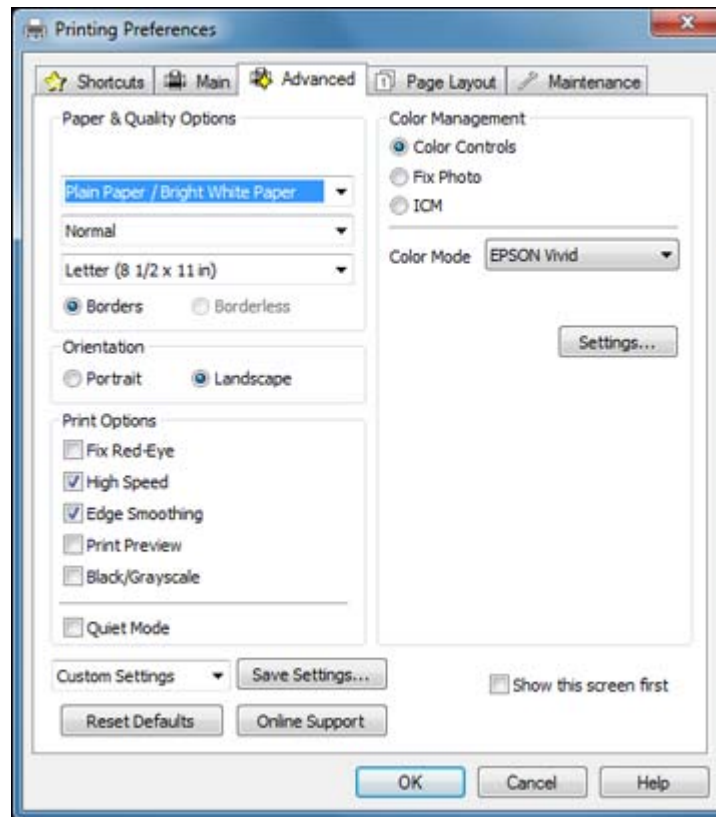 Printing Preferences
Shortcuts Main Advanced Page Layout Maintenance
Paper & Quality Options
Plain Paper / Bright White Paper
Normal
Letter (8 1/2 x 11 in)
Borders Borderless
Orientation
Portrait Landscape
Print Options
Fix Red-Eye
High Speed
Edge Smoothing
Print Preview
Black/Grayscale
Quiet Mode
Color Management
Color Controls
Fix Photo
ICM
Color Mode EPSON Vivid
Settings...
Custom Settings Save Settings...
Show this screen first
Reset Defaults Online Support
OK Cancel Help